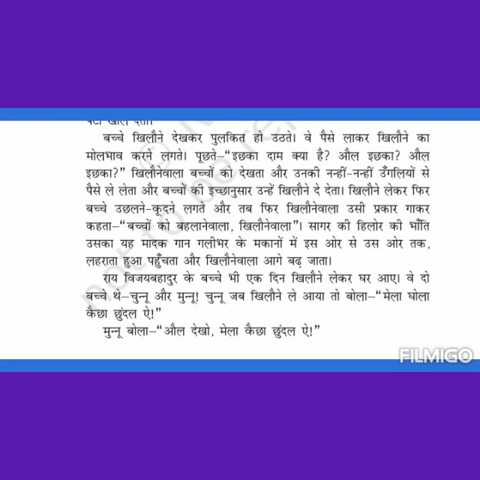 पेटी खोल देता।
बच्चे खिलौने देखकर पुलकित हो उठते। वे पैसे लाकर खिलौने का
मोलभाव करने लगते। पूछते–“इछका दाम क्या है? औल इछका? औल
इछका?” खिलौनेवाला बच्चों को देखता और उनकी नन्हीं-नन्हीं उँगलियों से
पैसे ले लेता और बच्चों की इच्छानुसार उन्हें खिलौने दे देता। खिलौने लेकर फिर
बच्चे उछलने-कूदने लगते और तब फिर खिलौनेवाला उसी प्रकार गाकर
कहता–“बच्चों को बहलानेवाला, खिलौनेवाला”। सागर की हिलोर की भाँति
उसका यह मादक गान गलीभर के मकानों में इस ओर से उस ओर तक,
लहराता हुआ पहुँचता और खिलौनेवाला आगे बढ़ जाता।
राय विजयबहादुर के बच्चे भी एक दिन खिलौने लेकर घर आए। वे दो
बच्चे थे–चुन्नू और मुन्नू! चुन्नू जब खिलौने ले आया तो बोला–“मेला घोला
कैछा छुंदल ऐ!”
मुन्नू बोला–“औल देखो, मेला कैछा छुंदल ऐ!”
FILMIGO